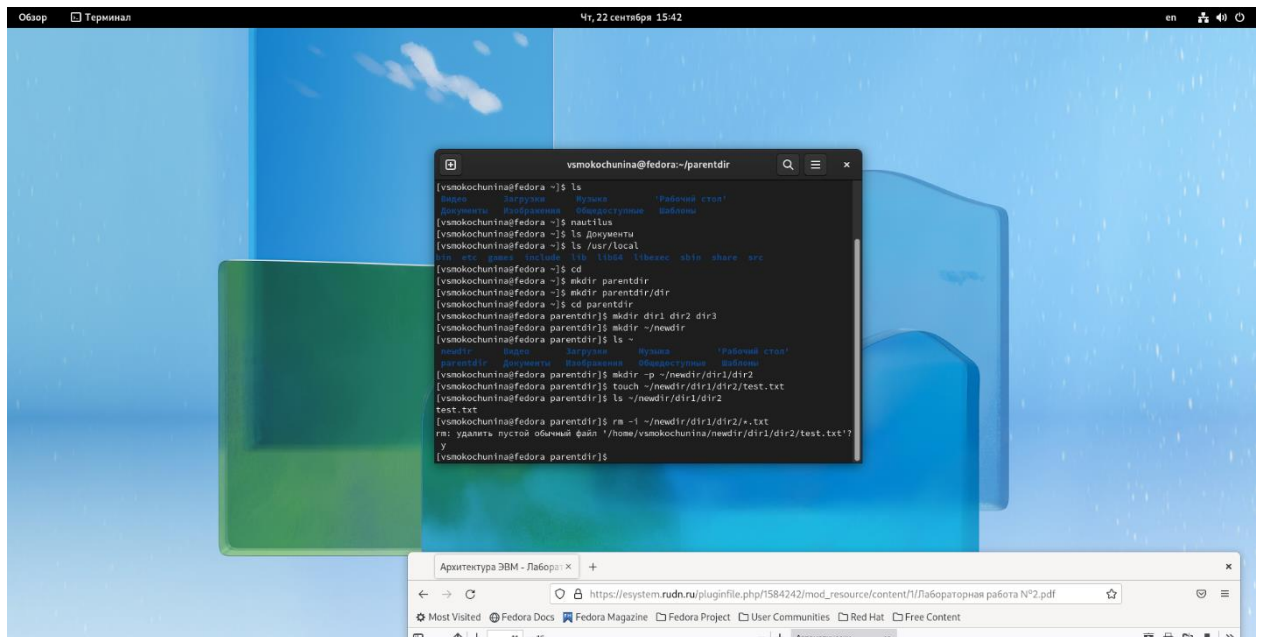 Обзор Терминал Чт, 22 сентября 15:42 en
vsmokochunina@fedora:~/parentdir
[vsmokochunina@fedora ~]$ ls
Видео Загрузки Музыка 'Рабочий стол'
Документы Изображения Общедоступные Шаблоны
[vsmokochunina@fedora ~]$ nautilus
[vsmokochunina@fedora ~]$ ls Документы
[vsmokochunina@fedora ~]$ ls /usr/local
bin etc games include lib lib64 libexec sbin share src
[vsmokochunina@fedora ~]$ cd
[vsmokochunina@fedora ~]$ mkdir parentdir
[vsmokochunina@fedora ~]$ mkdir parentdir/dir
[vsmokochunina@fedora ~]$ cd parentdir
[vsmokochunina@fedora parentdir]$ mkdir dir1 dir2 dir3
[vsmokochunina@fedora parentdir]$ mkdir ~/newdir
[vsmokochunina@fedora parentdir]$ ls ~
newdir Видео Загрузки Музыка 'Рабочий стол'
parentdir Документы Изображения Общедоступные Шаблоны
[vsmokochunina@fedora parentdir]$ mkdir -p ~/newdir/dir1/dir2
[vsmokochunina@fedora parentdir]$ touch ~/newdir/dir1/dir2/test.txt
[vsmokochunina@fedora parentdir]$ ls ~/newdir/dir1/dir2
test.txt
[vsmokochunina@fedora parentdir]$ rm -i ~/newdir/dir1/dir2/*.txt
rm: удалить пустой обычный файл '/home/vsmokochunina/newdir/dir1/dir2/test.txt'?
y
[vsmokochunina@fedora parentdir]$
Архитектура ЭВМ - Лаборат
https://esystem.rudn.ru/pluginfile.php/1584242/mod_resource/content/1/Лабораторная работа №2.pdf
Most Visited Fedora Docs Fedora Magazine Fedora Project User Communities Red Hat Free Content